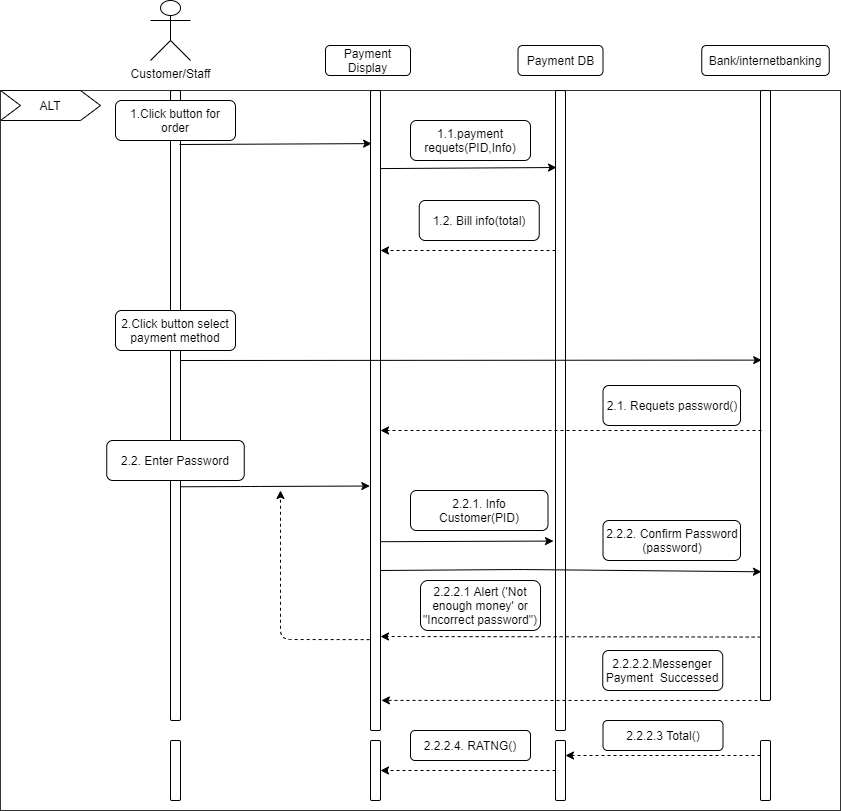 Customer/Staff
Payment
Display
Payment DB
Bank/internetbanking
ALT
1.Click button for
order
1.1.payment
requets(PID,Info)
1.2. Bill info(total)
2.Click button select
payment method
2.1. Requets password()
2.2. Enter Password
2.2.1. Info
Customer(PID)
2.2.2. Confirm Password
(password)
2.2.2.1 Alert ('Not
enough money' or
"Incorrect password")
2.2.2.2.Messenger
Payment Successed
2.2.2.3 Total()
2.2.2.4. RATNG()